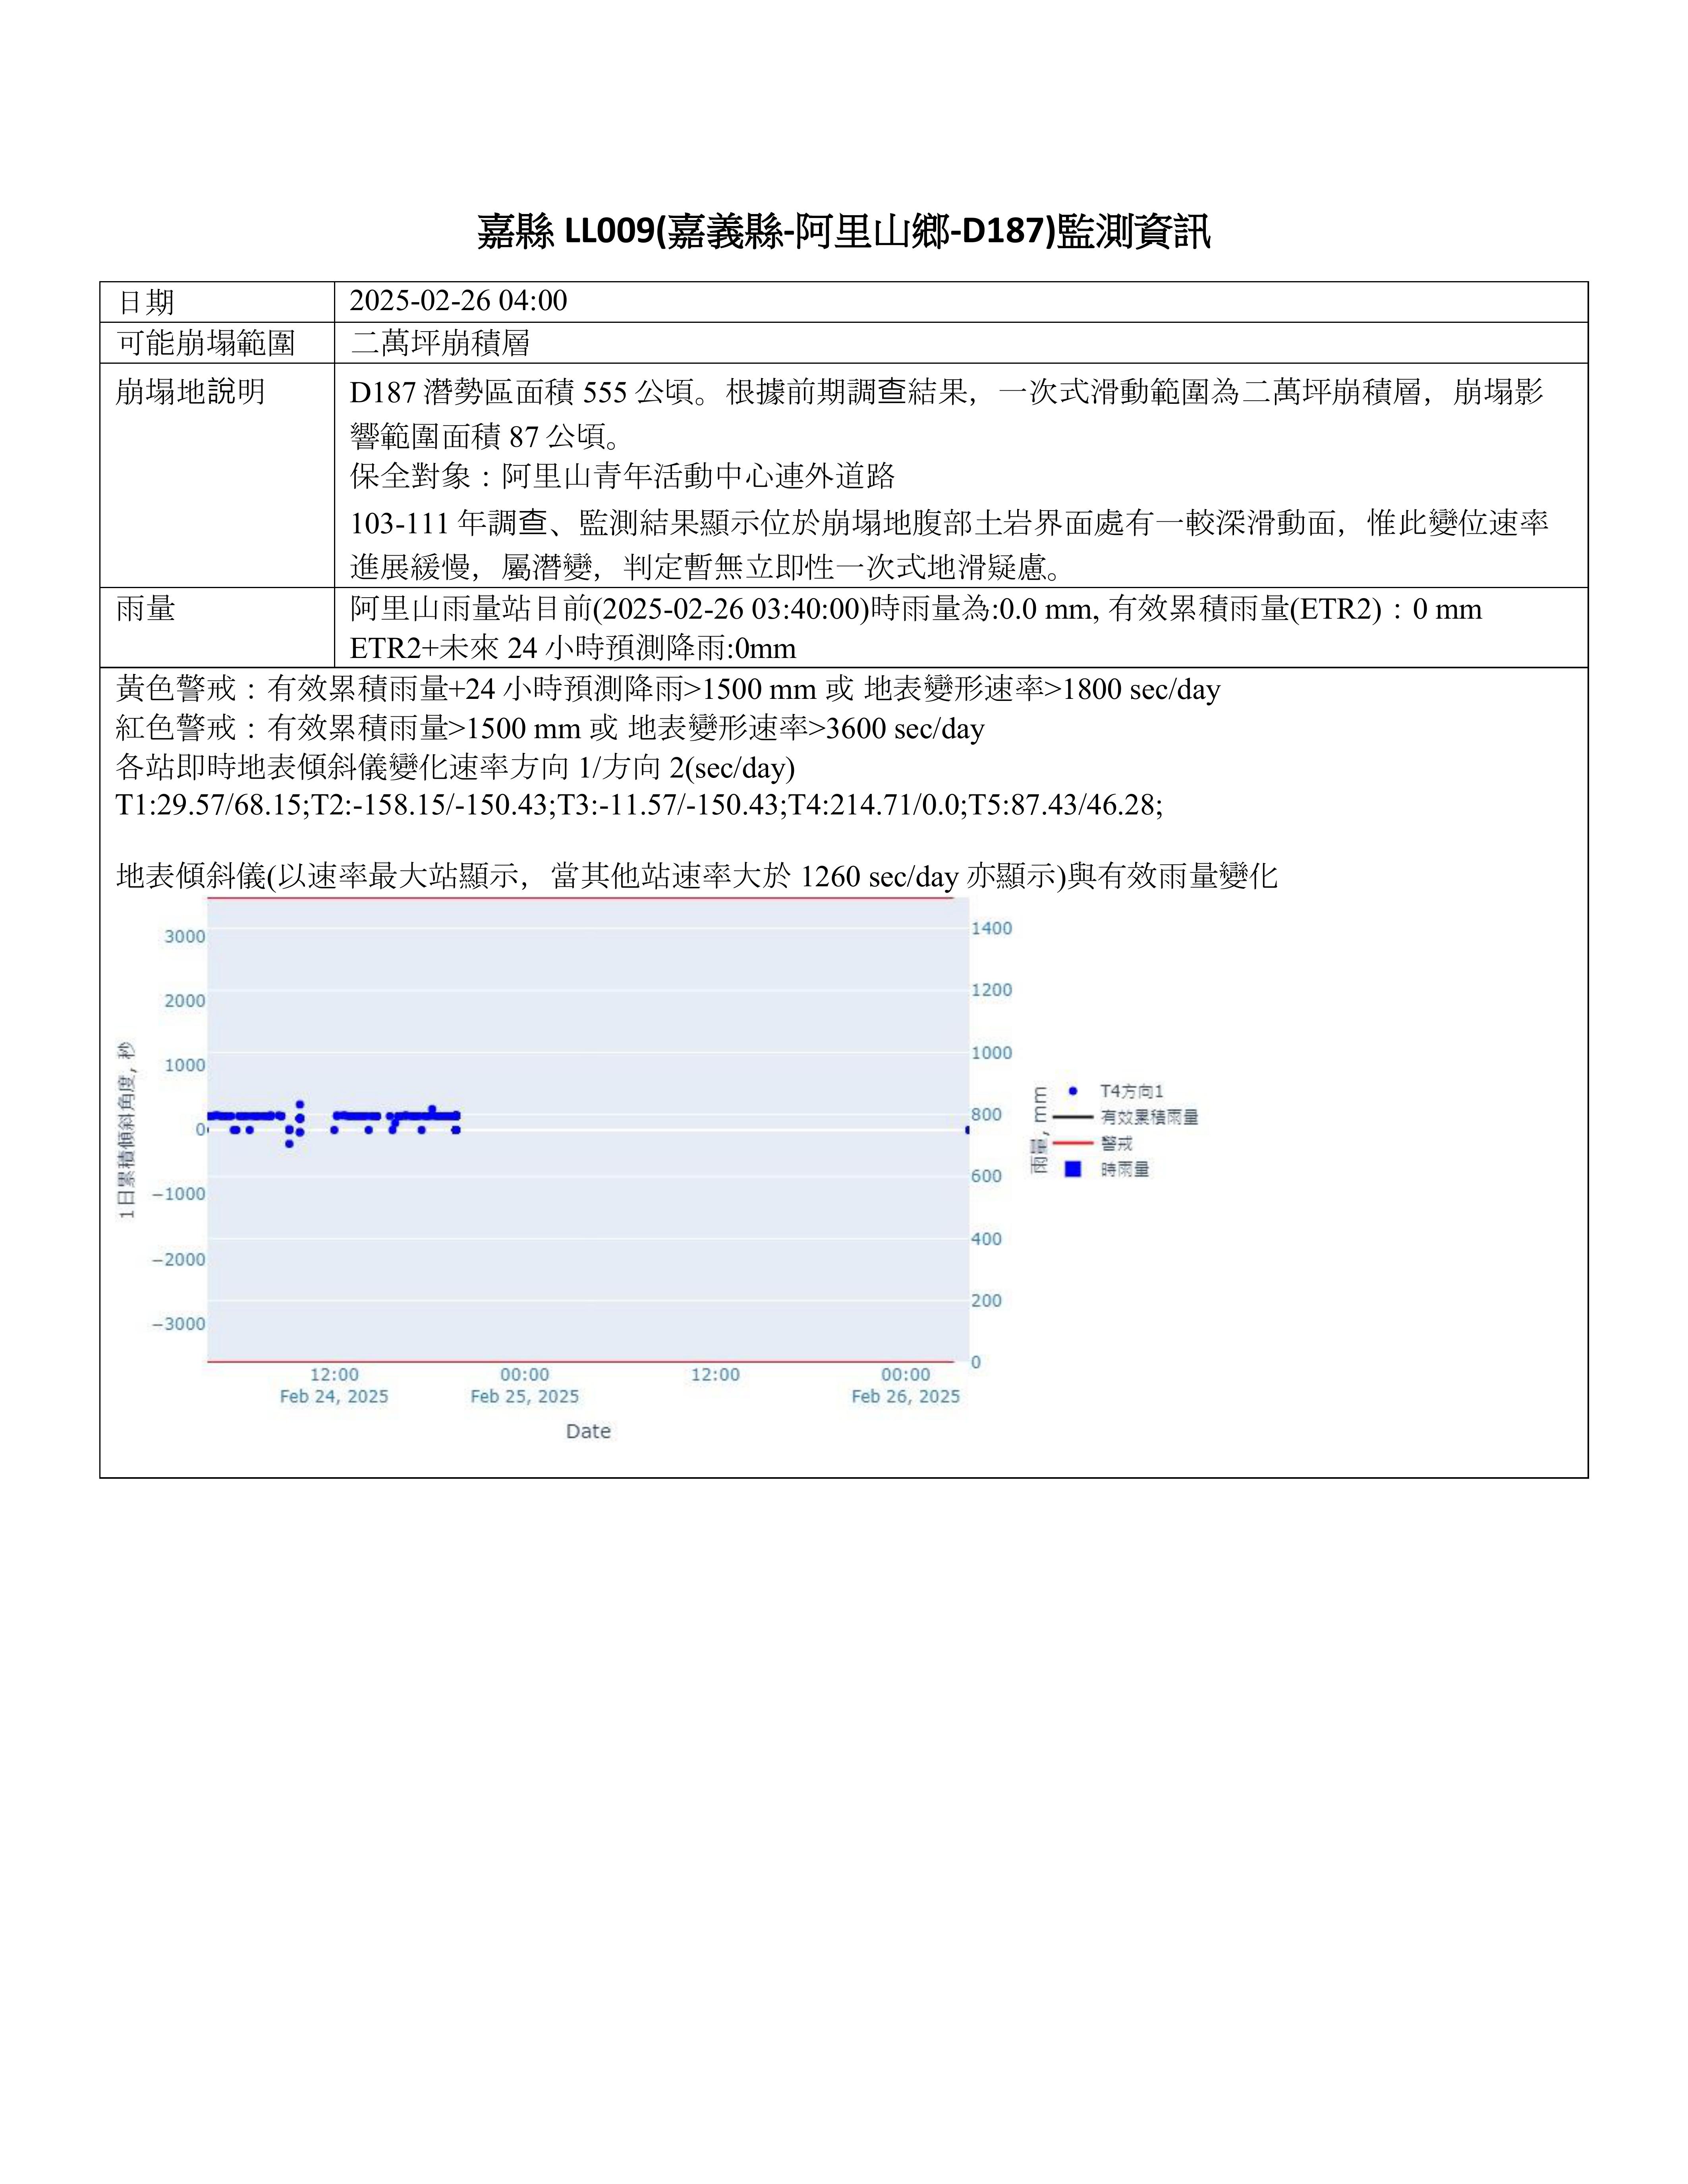 嘉縣 LL009(嘉義縣-阿里山鄉-D187)監測資訊
日期 2025-02-26 04:00
可能崩塌範圍 二萬坪崩積層
崩塌地說明 D187 潛勢區面積 555 公頃。根據前期調查結果，一次式滑動範圍為二萬坪崩積層，崩塌影
響範圍面積 87 公頃。
保全對象：阿里山青年活動中心連外道路
103-111 年調查、監測結果顯示位於崩塌地腹部土岩界面處有一較深滑動面，惟此變位速率
進展緩慢，屬潛變，判定暫無立即性一次式地滑疑慮。
雨量 阿里山雨量站目前(2025-02-26 03:40:00)時雨量為:0.0 mm, 有效累積雨量(ETR2)：0 mm
ETR2+未來 24 小時預測降雨:0mm
黃色警戒：有效累積雨量+24 小時預測降雨>1500 mm 或 地表變形速率>1800 sec/day
紅色警戒：有效累積雨量>1500 mm 或 地表變形速率>3600 sec/day
各站即時地表傾斜儀變化速率方向 1/方向 2(sec/day)
T1:29.57/68.15;T2:-158.15/-150.43;T3:-11.57/-150.43;T4:214.71/0.0;T5:87.43/46.28;
地表傾斜儀(以速率最大站顯示，當其他站速率大於 1260 sec/day 亦顯示)與有效雨量變化
1日累積傾斜角度, 秒
3000
2000
1000
0
−1000
−2000
−3000
1400
1200
1000
800
600
400
200
0
雨量, mm
T4方向1
有效累積雨量
警戒
時雨量
12:00 00:00 12:00 00:00
Feb 24, 2025 Feb 25, 2025 Feb 26, 2025
Date